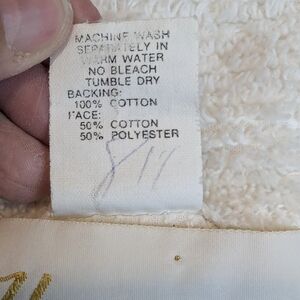 MACHINE WASH
SEPARATELY IN
WARM WATER
NO BLEACH
TUMBLE DRY
BACKING:
100% COTTON
FACE:
50% COTTON
50% POLYESTER